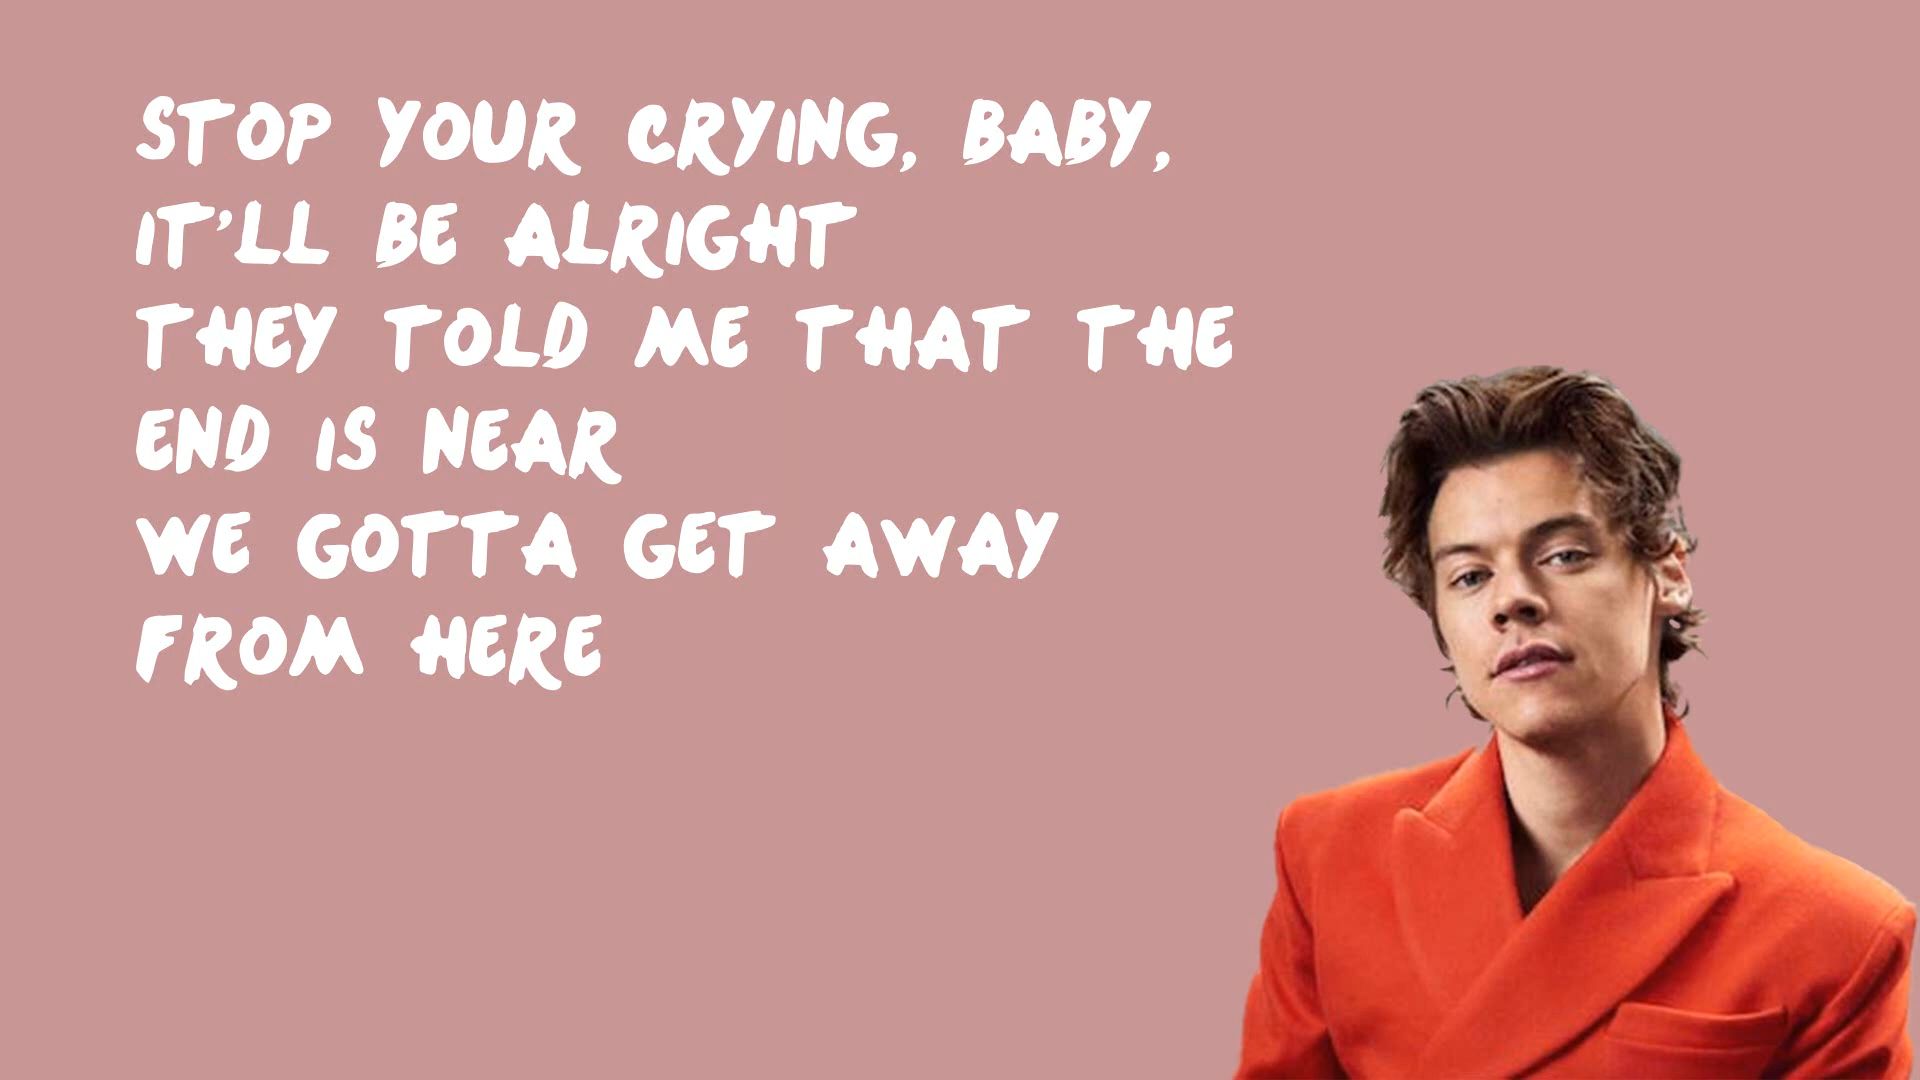 STOP YOUR CRYING, BABY,
IT'LL BE ALRIGHT
THEY TOLD ME THAT THE
END IS NEAR
WE GOTTA GET AWAY
FROM HERE